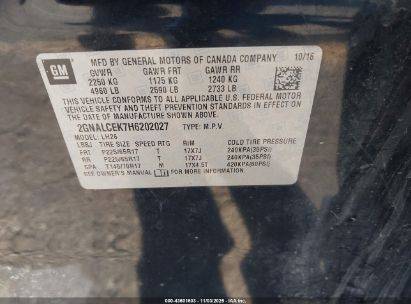 GM
MFD BY GENERAL MOTORS OF CANADA COMPANY 10/16
GVWR GAWR FRT GAWR RR
2250 KG 1175 KG 1240 KG
4960 LB 2590 LB 2733 LB
THIS VEHICLE CONFORMS TO ALL APPLICABLE U.S. FEDERAL MOTOR
VEHICLE SAFETY, BUMPER, AND THEFT PREVENTION STANDARDS IN
EFFECT ON THE DATE OF MANUFACTURE SHOWN ABOVE.
2GNALCEK7H6202027 TYPE: M.P.V
LBBJ LH26
TIRE SIZE SPEED RTG RIM COLD TIRE PRESSURE
FRT P225/65R17 T 17X7J 240KPA(35PSI)
RR P225/65R17 T 17X7J 240KPA(35PSI)
SPA T145/70R17 M 17X4.5T 420KPA(60PSI)
SEE OWNER'S MANUAL FOR MORE INFORMATION.